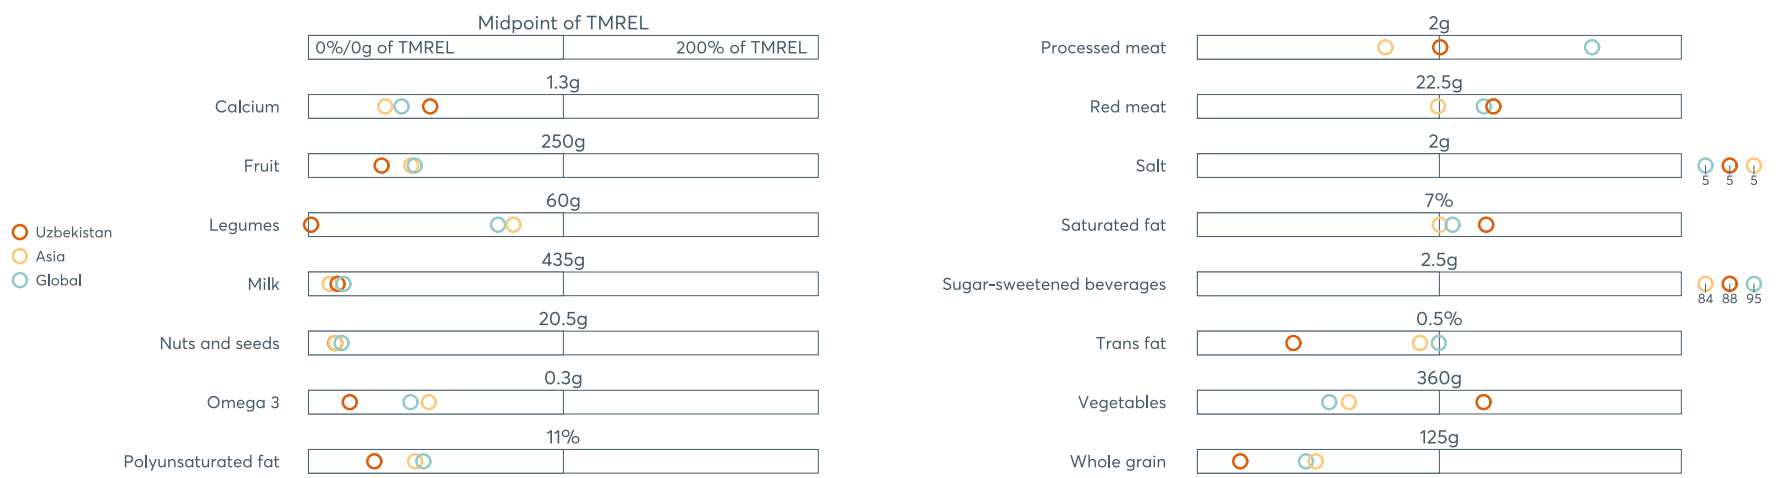 Midpoint of TMREL
0%/0g of TMREL 200% of TMREL
1.3g
Calcium
250g
Fruit
60g
Legumes
435g
Milk
20.5g
Nuts and seeds
0.3g
Omega 3
11%
Polyunsaturated fat
Uzbekistan
Asia
Global
2g
Processed meat
22.5g
Red meat
2g
Salt
5 5 5
7%
Saturated fat
2.5g
Sugar-sweetened beverages
84 88 95
0.5%
Trans fat
360g
Vegetables
125g
Whole grain